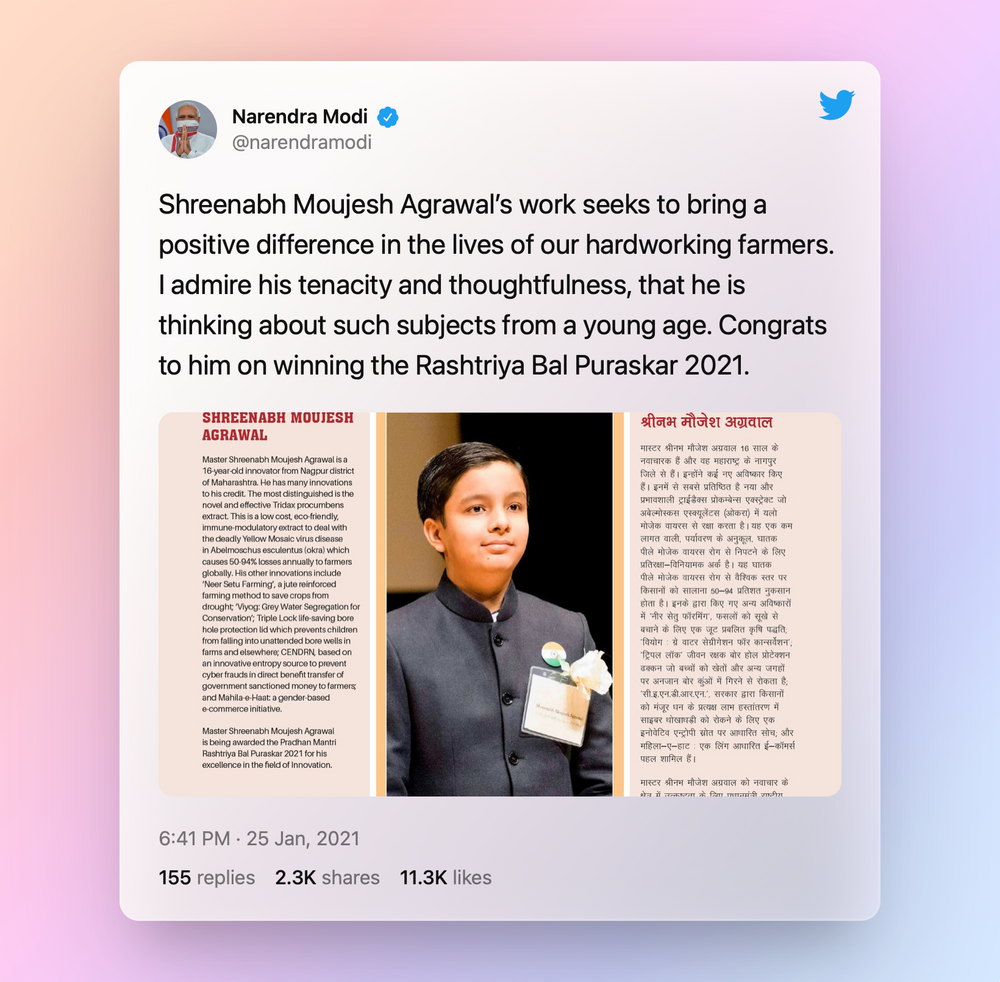 Narendra Modi
@narendramodi
Shreenabh Moujesh Agrawal’s work seeks to bring a
positive difference in the lives of our hardworking farmers.
I admire his tenacity and thoughtfulness, that he is
thinking about such subjects from a young age. Congrats
to him on winning the Rashtriya Bal Puraskar 2021.
SHREENABH MOUJESH
AGRAWAL
Master Shreenabh Moujesh Agrawal is a
16-year-old innovator from Nagpur district
of Maharashtra. He has many innovations
to his credit. The most distinguished is the
novel and effective Tridax procumbens
extract. This is a low cost, eco-friendly,
immune-modulatory extract to deal with
the deadly Yellow Mosaic virus disease
in Abelmoschus esculentus (okra) which
causes 50-94% losses annually to farmers
globally. His other innovations include
‘Neer Setu Farming’, a jute reinforced
farming method to save crops from
drought; ‘Viyog: Grey Water Segregation for
Conservation’; Triple Lock life-saving bore
hole protection lid which prevents children
from falling into unattended bore wells in
farms and elsewhere; CENDRN, based on
an innovative entropy source to prevent
cyber frauds in direct benefit transfer of
government sanctioned money to farmers;
and Mahila-e-Haat: a gender-based
e-commerce initiative.
Master Shreenabh Moujesh Agrawal
is being awarded the Pradhan Mantri
Rashtriya Bal Puraskar 2021 for his
excellence in the field of Innovation.
Shreenabh Moujesh Agrawal
श्रीनभ मौजेश अग्रवाल
मास्टर श्रीनभ मौजेश अग्रवाल 16 साल के
नवाचारक हैं और वह महाराष्ट्र के नागपुर
जिले से हैं। इन्होंने कई नए अविष्कार किए
हैं। इनमें से सबसे प्रतिष्ठित है नया और
प्रभावशाली ट्राईडैक्स प्रोकम्बेन्स एक्स्ट्रेक्ट जो
अबेल्मोस्कस एस्क्यूलेंटस (ओकरा) में यलो
मोजेक वायरस से रक्षा करता है। यह एक कम
लागत वाली, पर्यावरण के अनुकूल, घातक
पीले मोजेक वायरस रोग से निपटने के लिए
प्रतिरक्षा–विनियामक अर्क है। यह घातक
पीले मोजेक वायरस रोग से वैश्विक स्तर पर
किसानों को सालाना 50–94 प्रतिशत नुकसान
होता है। इनके द्वारा किए गए अन्य अविष्कारों
में ‘नीर सेतु फॉरमिंग’, फसलों को सूखे से
बचाने के लिए एक जूट प्रबलित कृषि पद्धति;
‘वियोग : ग्रे वाटर सेग्रीगेशन फॉर कान्सर्वेशन’;
‘ट्रिपल लॉक’ जीवन रक्षक बोर होल प्रोटेक्शन
ढक्कन जो बच्चों को खेतों और अन्य जगहों
पर अनजान बोर कुंओं में गिरने से रोकता है;
‘सी.इ.एन.डी.आर.एन.’, सरकार द्वारा किसानों
को मंजूर धन के प्रत्यक्ष लाभ हस्तांतरण में
साइबर धोखाधड़ी को रोकने के लिए एक
इनोवेटिव एन्ट्रोपी स्रोत पर आधारित सोच; और
महिला–ए–हाट : एक लिंग आधारित ई–कॉमर्स
पहल शामिल हैं।
मास्टर श्रीनभ मौजेश अग्रवाल को नवाचार के
क्षेत्र में उत्कृष्टता के लिए प्रधानमंत्री राष्ट्रीय
6:41 PM · 25 Jan, 2021
155 replies 2.3K shares 11.3K likes